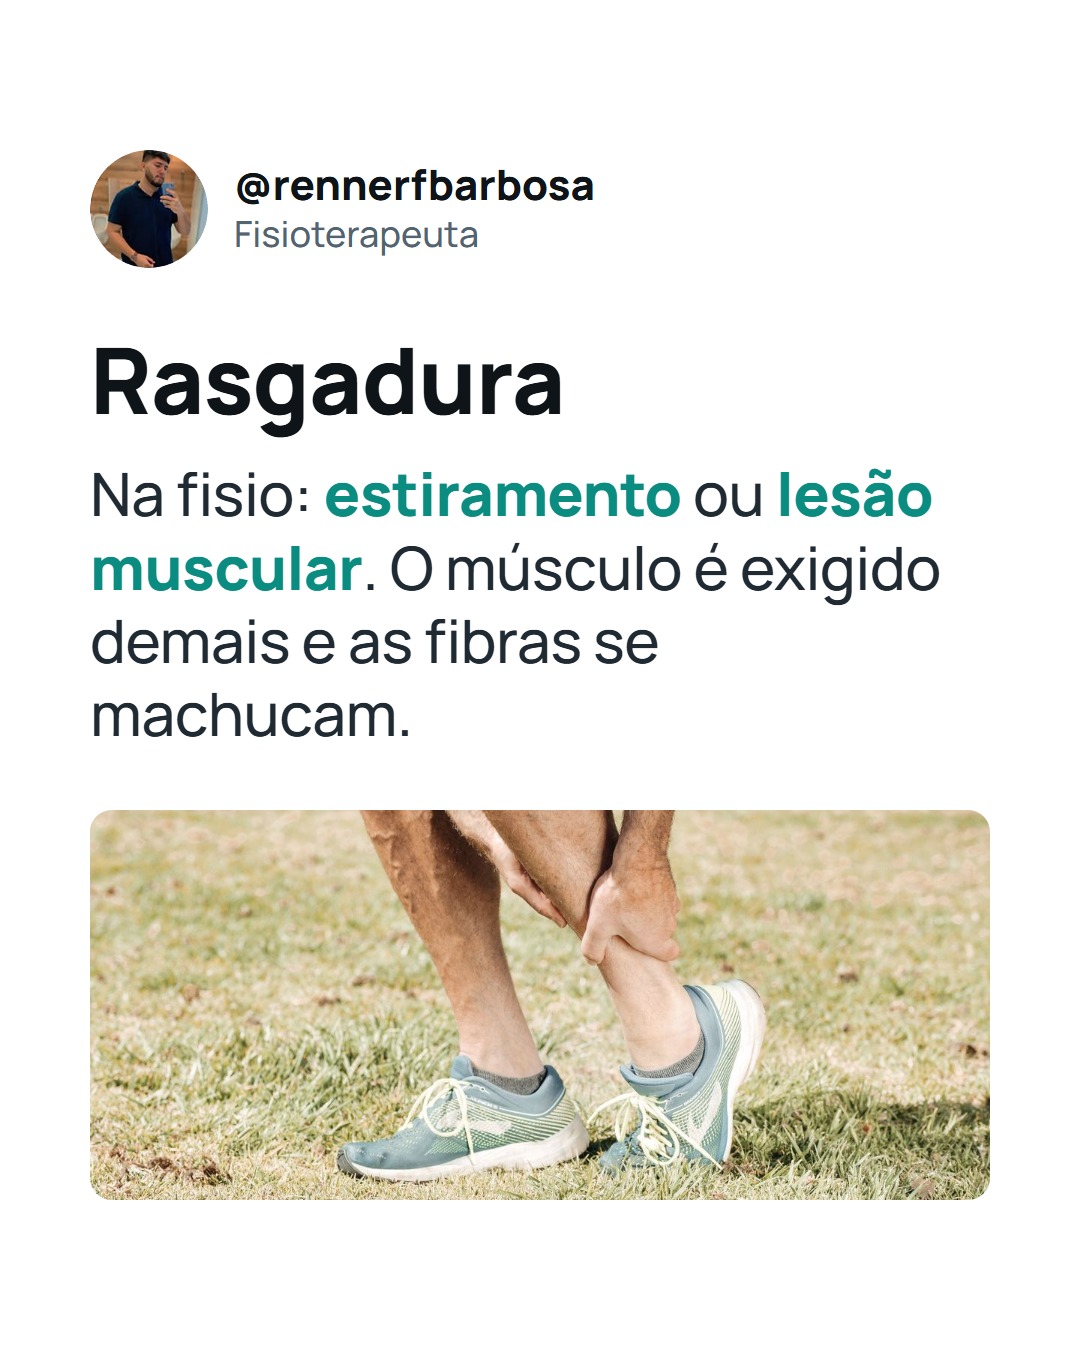 @rennerfbarbosa
Fisioterapeuta
Rasgadura
Na fisio: estiramento ou lesão
muscular. O músculo é exigido
demais e as fibras se
machucam.